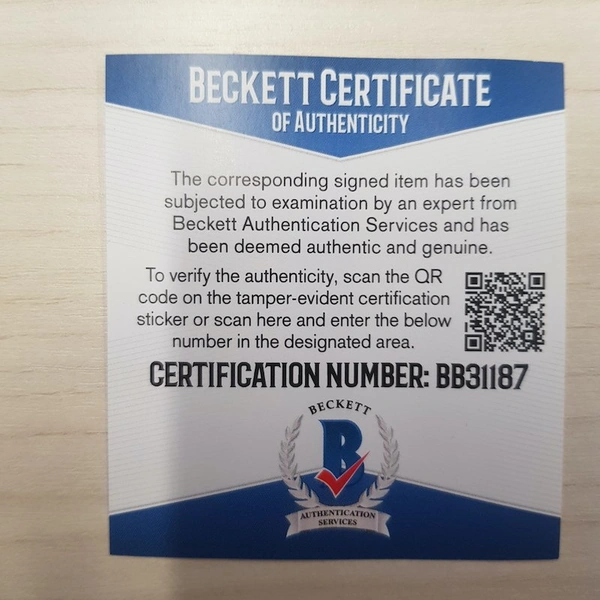 BECKETT CERTIFICATE
OF AUTHENTICITY
The corresponding signed item has been
subjected to examination by an expert from
Beckett Authentication Services and has
been deemed authentic and genuine.
To verify the authenticity, scan the QR
code on the tamper-evident certification
sticker or scan here and enter the below
number in the designated area.
CERTIFICATION NUMBER: BB31187
BECKETT
B
AUTHENTICATION
SERVICES